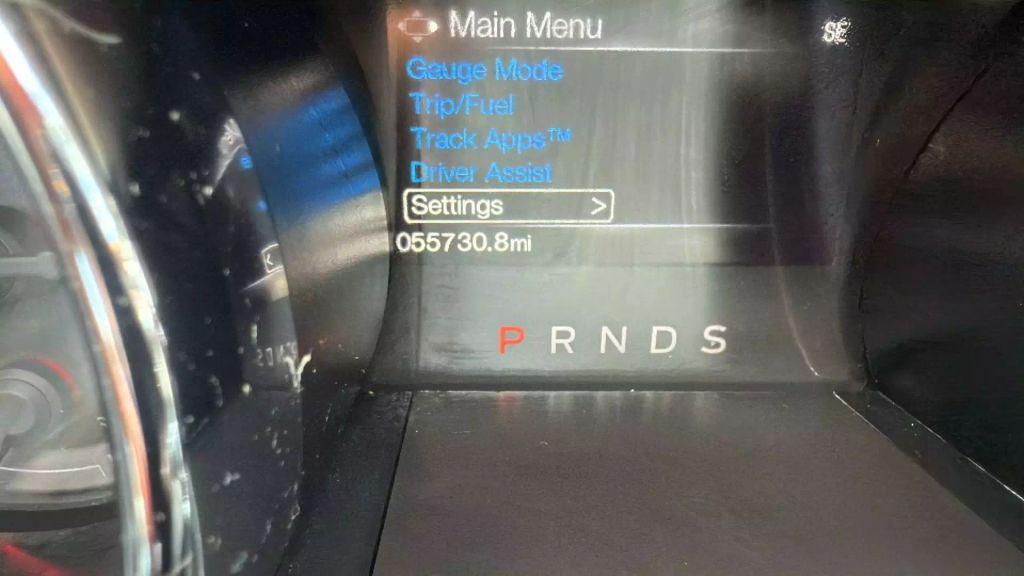 Main Menu
SE
Gauge Mode
Trip/Fuel
Track Apps™
Driver Assist
Settings >
055730.8mi
P R N D S